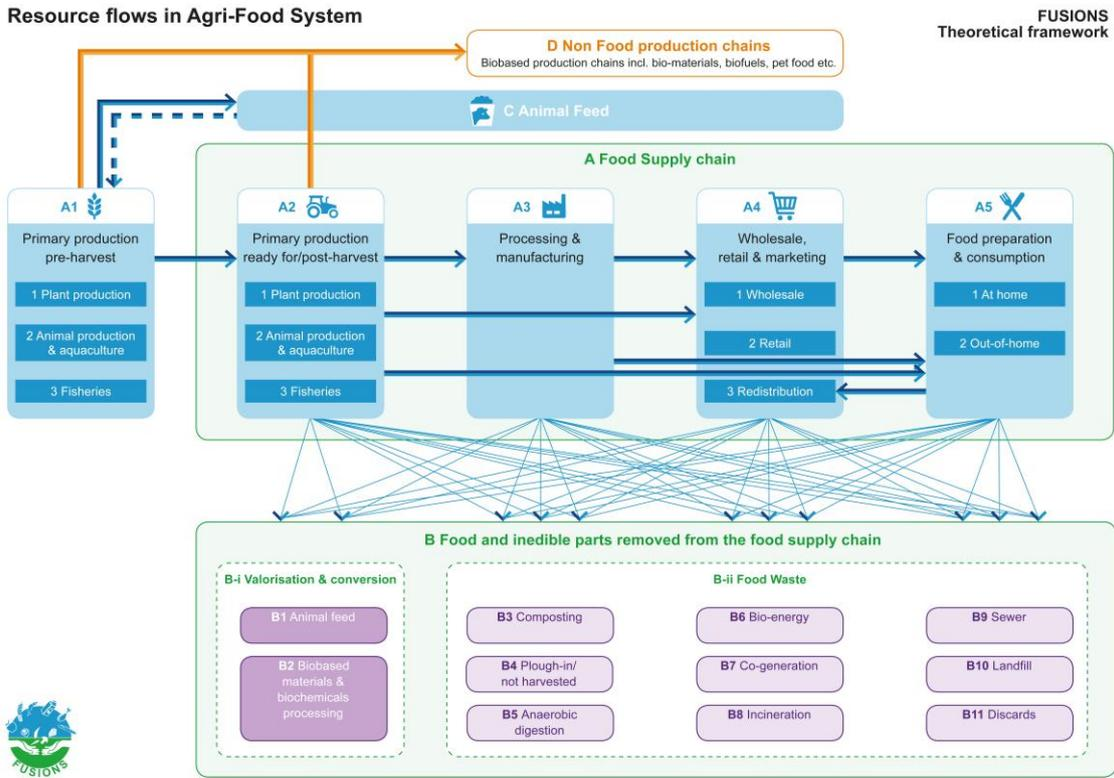 Resource flows in Agri-Food System
FUSIONS
Theoretical framework
D Non Food production chains
Biobased production chains incl. bio-materials, biofuels, pet food etc.
C Animal Feed
A Food Supply chain
A1
Primary production
pre-harvest
1 Plant production
2 Animal production
& aquaculture
3 Fisheries
A2
Primary production
ready for/post-harvest
1 Plant production
2 Animal production
& aquaculture
3 Fisheries
A3
Processing &
manufacturing
A4
Wholesale,
retail & marketing
1 Wholesale
2 Retail
3 Redistribution
A5
Food preparation
& consumption
1 At home
2 Out-of-home
B Food and inedible parts removed from the food supply chain
B-i Valorisation & conversion
B1 Animal feed
B2 Biobased
materials &
biochemicals
processing
B-ii Food Waste
B3 Composting
B4 Plough-in/
not harvested
B5 Anaerobic
digestion
B6 Bio-energy
B7 Co-generation
B8 Incineration
B9 Sewer
B10 Landfill
B11 Discards
FUSIONS